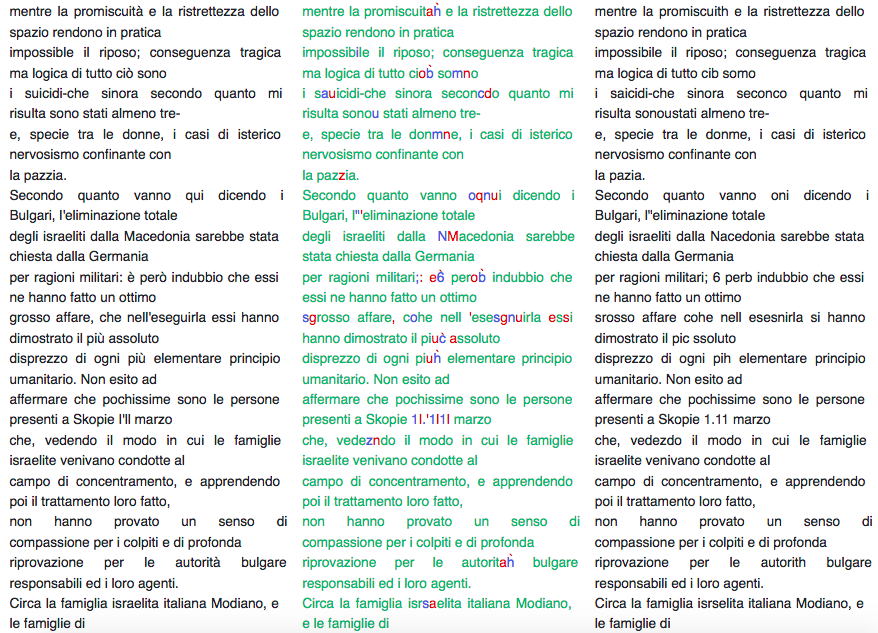 mentre la promiscuità e la ristrettezza dello
spazio rendono in pratica
impossible il riposo; conseguenza tragica
ma logica di tutto ciò sono
i suicidi-che sinora secondo quanto mi
risulta sono stati almeno tre-
e, specie tra le donne, i casi di isterico
nervosismo confinante con
la pazzia.
Secondo quanto vanno qui dicendo i
Bulgari, l'eliminazione totale
degli israeliti dalla Macedonia sarebbe stata
chiesta dalla Germania
per ragioni militari: è però indubbio che essi
ne hanno fatto un ottimo
grosso affare, che nell'eseguirla essi hanno
dimostrato il più assoluto
disprezzo di ogni più elementare principio
umanitario. Non esito ad
affermare che pochissime sono le persone
presenti a Skopie l'Il marzo
che, vedendo il modo in cui le famiglie
israelite venivano condotte al
campo di concentramento, e apprendendo
poi il trattamento loro fatto,
non hanno provato un senso di
compassione per i colpiti e di profonda
riprovazione per le autorità bulgare
responsabili ed i loro agenti.
Circa la famiglia israelita italiana Modiano, e
le famiglie di
mentre la promiscuitah̀ e la ristrettezza dello
spazio rendono in pratica
impossibile il riposo; conseguenza tragica
ma logica di tutto ciob̀ somno
i sauicidi-che sinora seconcdo quanto mi
risulta sonou stati almeno tre-
e, specie tra le donmne, i casi di isterico
nervosismo confinante con
la pazzia.
Secondo quanto vanno oqnui dicendo i
Bulgari, l"'eliminazione totale
degli israeliti dalla NMacedonia sarebbe
stata chiesta dalla Germania
per ragioni militari;: e6̀ perob̀ indubbio che
essi ne hanno fatto un ottimo
sgrosso affare, cohe nell 'esesgnuirla essi
hanno dimostrato il piuc̀ assoluto
disprezzo di ogni piuh̀ elementare principio
umanitario. Non esito ad
affermare che pochissime sono le persone
presenti a Skopie 1l.'1I1l marzo
che, vedezndo il modo in cui le famiglie
israelite venivano condotte al
campo di concentramento, e apprendendo
poi il trattamento loro fatto,
non hanno provato un senso di
compassione per i colpiti e di profonda
riprovazione per le autoritah̀ bulgare
responsabili ed i loro agenti.
Circa la famiglia isrsaelita italiana Modiano,
e le famiglie di
mentre la promiscuith e la ristrettezza dello
spazio rendono in pratica
impossibile il riposo; conseguenza tragica
ma logica di tutto cib somo
i saicidi-che sinora seconco quanto mi
risulta sonoustati almeno tre-
e, specie tra le donme, i casi di isterico
nervosismo confinante con
la pazia.
Secondo quanto vanno oni dicendo i
Bulgari, l"eliminazione totale
degli israeliti dalla Nacedonia sarebbe stata
chiesta dalla Germania
per ragioni militari; 6 perb indubbio che essi
ne hanno fatto un ottimo
srosso affare cohe nell esesnirla si hanno
dimostrato il pic ssoluto
disprezzo di ogni pih elementare principio
umanitario. Non esito ad
affermare che pochissime sono le persone
presenti a Skopie 1.11 marzo
che, vedezdo il modo in cui le famiglie
israelite venivano condotte al
campo di concentramento, e apprendendo
poi il trattamento loro fatto,
non hanno provato un senso di
compassione per i colpiti e di profonda
riprovazione per le autorith bulgare
responsabili ed i loro agenti.
Circa la famiglia isrselita italiana Modiano, e
le famiglie di